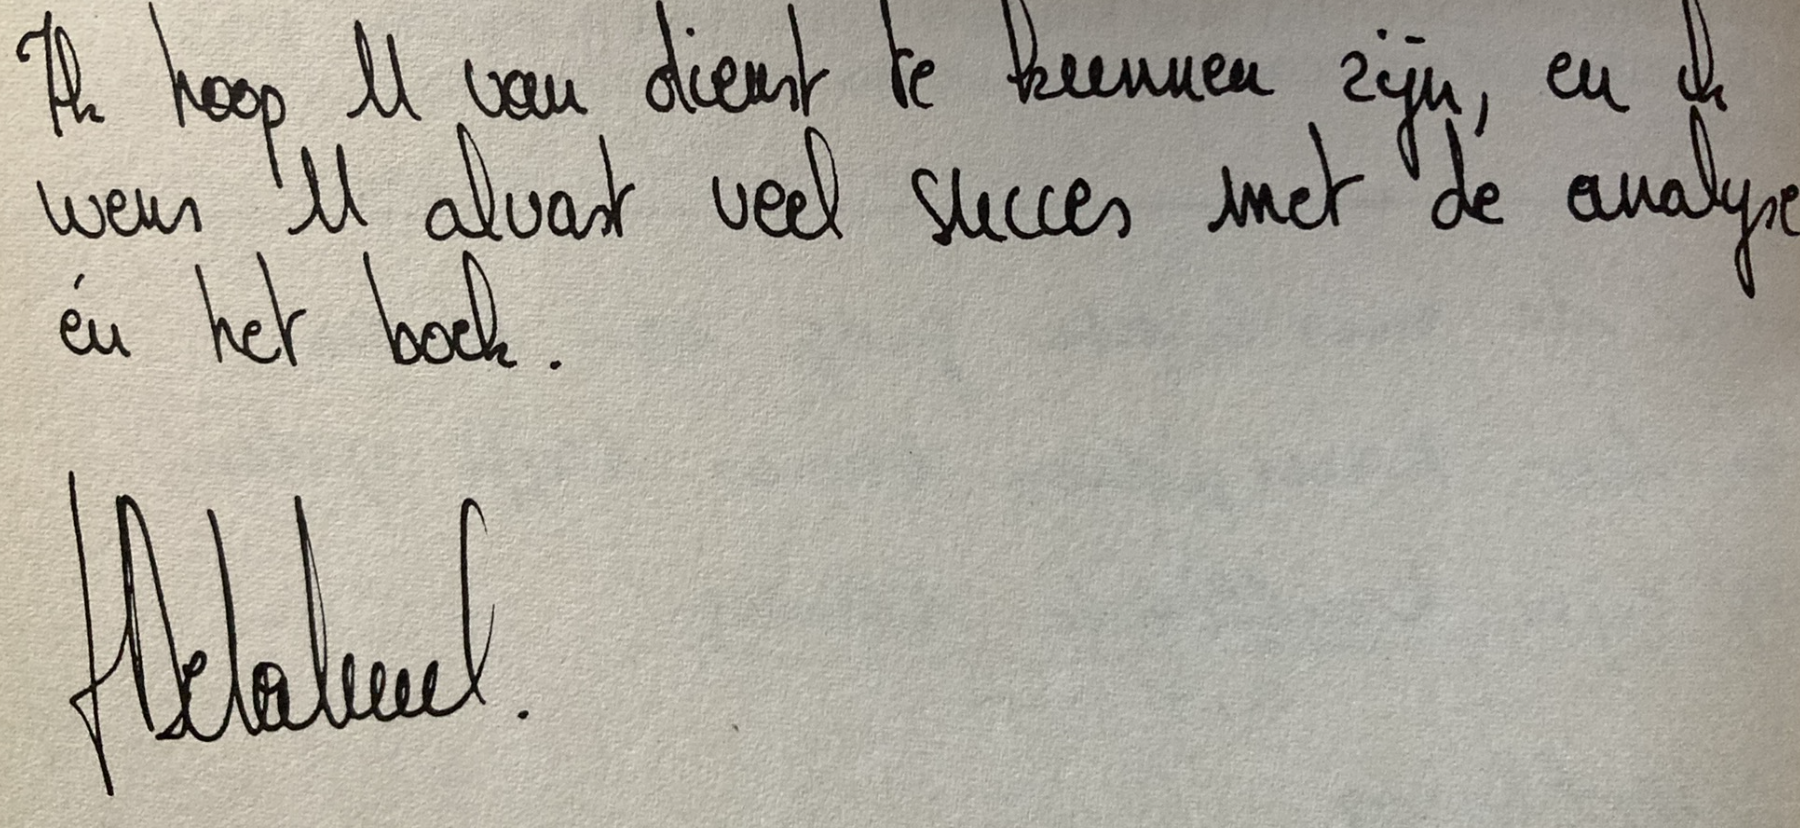 Ik hoop U van dienst te kunnen zijn, en ik
wens U alvast veel succes met de analyse
én het boek.